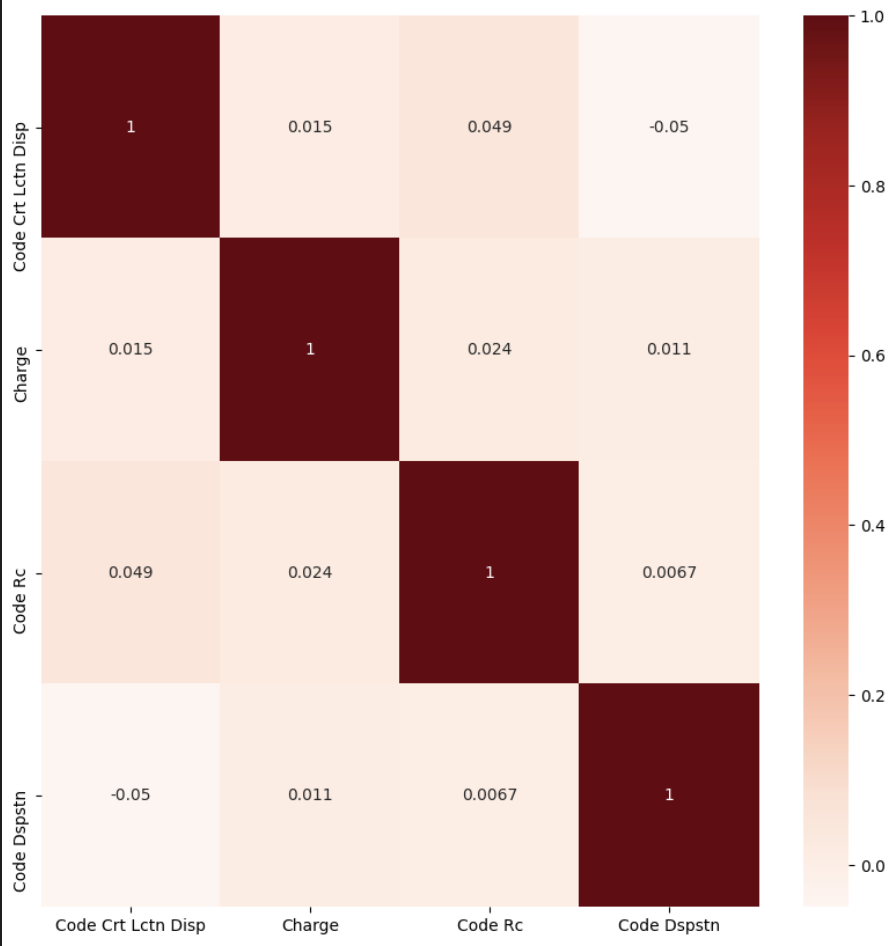 Code Crt Lctn Disp
1
0.015
0.049
-0.05
Charge
0.015
1
0.024
0.011
Code Rc
0.049
0.024
1
0.0067
Code Dspstn
-0.05
0.011
0.0067
1
Code Crt Lctn Disp
Charge
Code Rc
Code Dspstn
1.0
0.8
0.6
0.4
0.2
0.0